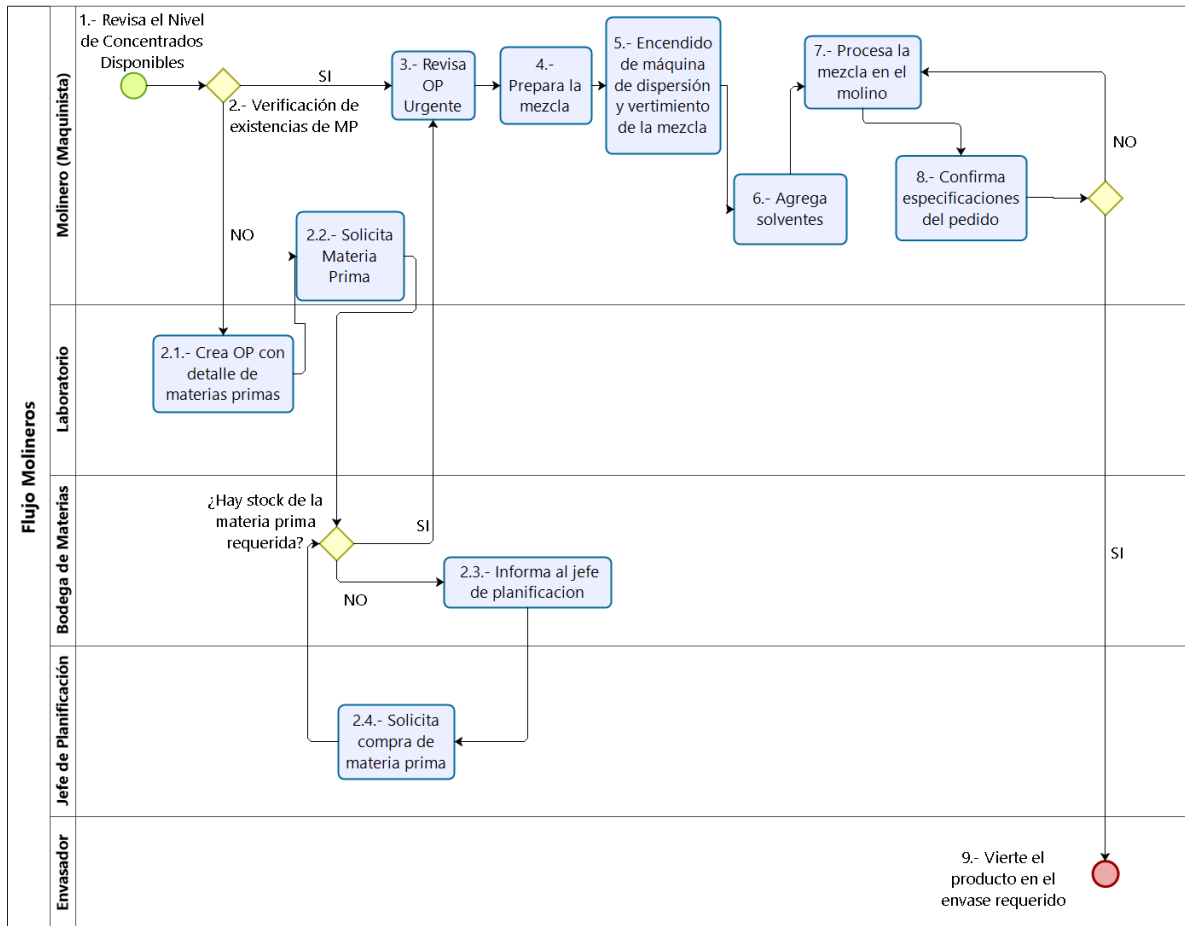 Flujo Molineros
Molinero (Maquinista)
1.- Revisa el Nivel
de Concentrados
Disponibles
SI
2.- Verificación de
existencias de MP
NO
3.- Revisa
OP
Urgente
4.-
Prepara la
mezcla
5.- Encendido
de máquina
de dispersión
y vertimiento
de la mezcla
6.- Agrega
solventes
7.- Procesa la
mezcla en el
molino
8.- Confirma
especificaciones
del pedido
NO
2.2.- Solicita
Materia
Prima
Laboratorio
2.1.- Crea OP con
detalle de
materias primas
Bodega de Materias
¿Hay stock de la
materia prima
requerida?
SI
NO
2.3.- Informa al jefe
de planificacion
SI
Jefe de Planificación
2.4.- Solicita
compra de
materia prima
Envasador
9.- Vierte el
producto en el
envase requerido